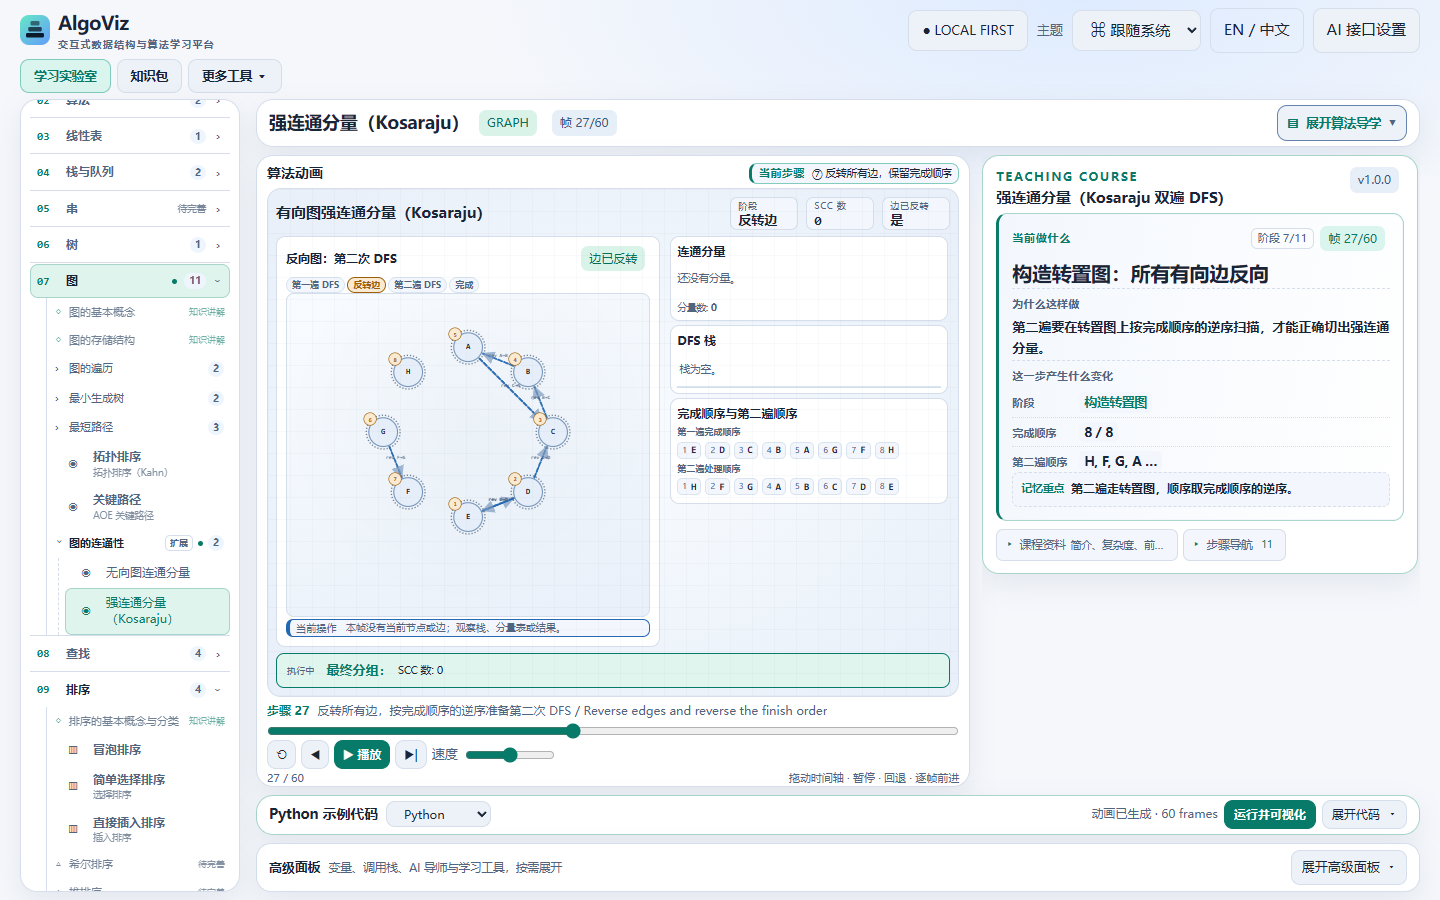 AlgoViz
交互式数据结构与算法学习平台
● LOCAL FIRST
主题
⌘ 跟随系统
EN / 中文
AI 接口设置
学习实验室
知识包
更多工具
02 算法 2
03 线性表 1
04 栈与队列 2
05 串 待完善
06 树 1
07 图 11
图的基本概念 知识讲解
图的存储结构 知识讲解
图的遍历 2
最小生成树 2
最短路径 3
拓扑排序
拓扑排序（Kahn）
关键路径
AOE 关键路径
图的连通性 扩展 2
无向图连通分量
强连通分量
（Kosaraju）
08 查找 4
09 排序 4
排序的基本概念与分类 知识讲解
冒泡排序
简单选择排序
选择排序
直接插入排序
插入排序
希尔排序 待完善
强连通分量（Kosaraju）
GRAPH
帧 27/60
展开算法导学
算法动画
当前步骤 ⑦ 反转所有边，保留完成顺序
有向图强连通分量（Kosaraju）
阶段
反转边
SCC 数
0
边已反转
是
反向图：第二次 DFS
边已反转
第一遍 DFS
反转边
第二遍 DFS
完成
5 A
8 H
4 B
6 G
3 C
7 F
2 D
1 E
当前操作 本帧没有当前节点或边；观察栈、分量表或结果。
连通分量
还没有分量。
分量数: 0
DFS 栈
栈为空。
完成顺序与第二遍顺序
第一遍完成顺序
1 E 2 D 3 C 4 B 5 A 6 G 7 F 8 H
第二遍处理顺序
1 H 2 F 3 G 4 A 5 B 6 C 7 D 8 E
执行中 最终分组： SCC 数: 0
步骤 27 反转所有边，按完成顺序的逆序准备第二次 DFS / Reverse edges and reverse the finish order
播放
速度
27 / 60
拖动时间轴 · 暂停 · 回退 · 逐帧前进
TEACHING COURSE
v1.0.0
强连通分量（Kosaraju 双遍 DFS）
当前做什么
阶段 7/11
帧 27/60
构造转置图：所有有向边反向
为什么这样做
第二遍要在转置图上按完成顺序的逆序扫描，才能正确切出强连通
分量。
这一步产生什么变化
阶段 构造转置图
完成顺序 8 / 8
第二遍顺序 H, F, G, A ...
记忆重点 第二遍走转置图，顺序取完成顺序的逆序。
课程资料 简介、复杂度、前...
步骤导航 11
Python 示例代码
Python
动画已生成 · 60 frames
运行并可视化
展开代码
高级面板 变量、调用栈、AI 导师与学习工具，按需展开
展开高级面板